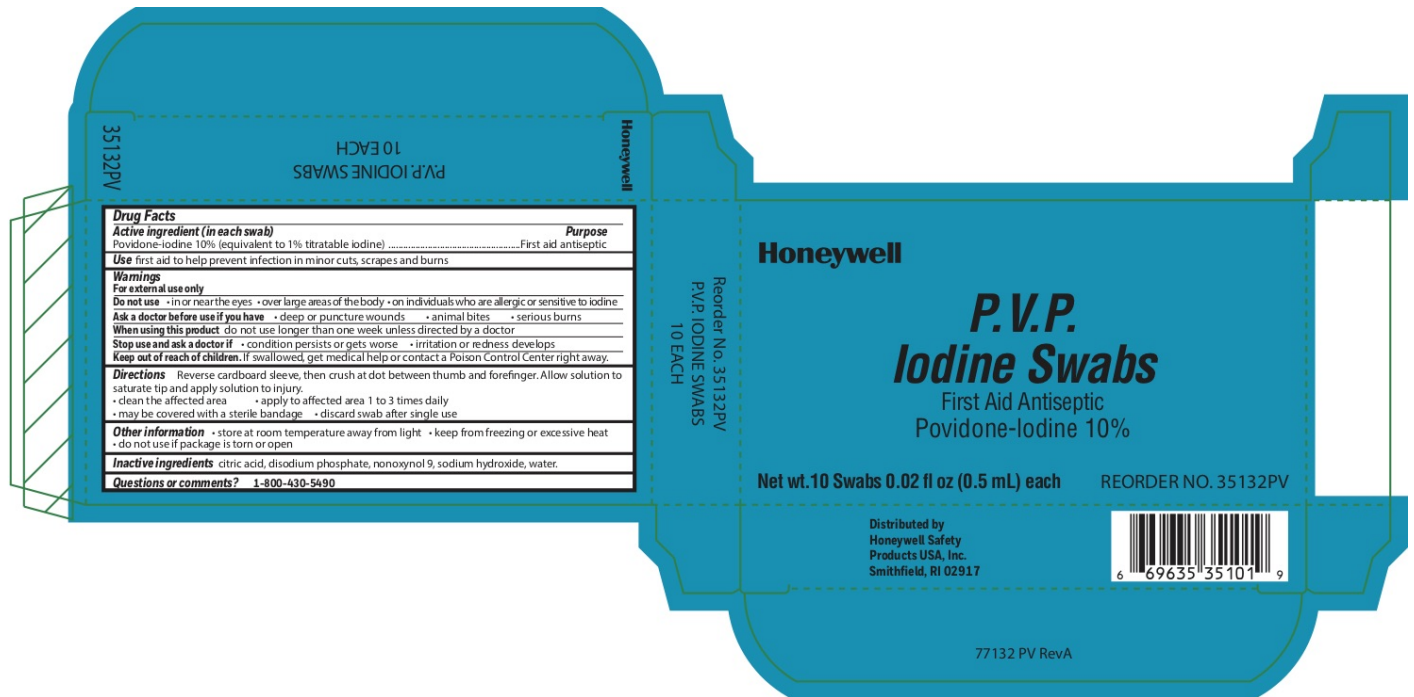 35132PV
P.V.P. IODINE SWABS
10 EACH
Honeywell
Drug Facts
Active ingredient (in each swab) Purpose
Povidone-iodine 10% (equivalent to 1% titratable iodine) ..................................................First aid antiseptic
Use first aid to help prevent infection in minor cuts, scrapes and burns
Warnings
For external use only
Do not use • in or near the eyes • over large areas of the body • on individuals who are allergic or sensitive to iodine
Ask a doctor before use if you have • deep or puncture wounds • animal bites • serious burns
When using this product do not use longer than one week unless directed by a doctor
Stop use and ask a doctor if • condition persists or gets worse • irritation or redness develops
Keep out of reach of children. If swallowed, get medical help or contact a Poison Control Center right away.
Directions Reverse cardboard sleeve, then crush at dot between thumb and forefinger. Allow solution to
saturate tip and apply solution to injury.
• clean the affected area • apply to affected area 1 to 3 times daily
• may be covered with a sterile bandage • discard swab after single use
Other information • store at room temperature away from light • keep from freezing or excessive heat
• do not use if package is torn or open
Inactive ingredients citric acid, disodium phosphate, nonoxynol 9, sodium hydroxide, water.
Questions or comments? 1-800-430-5490
Reorder No. 35132PV
P.V.P. IODINE SWABS
10 EACH
Honeywell
P.V.P.
Iodine Swabs
First Aid Antiseptic
Povidone-Iodine 10%
Net wt.10 Swabs 0.02 fl oz (0.5 mL) each REORDER NO. 35132PV
Distributed by
Honeywell Safety
Products USA, Inc.
Smithfield, RI 02917
6 69635 35101 9
77132 PV RevA